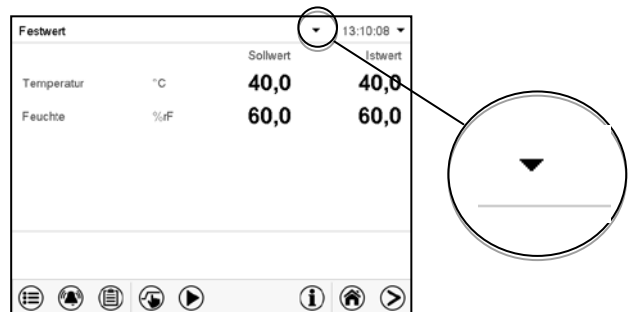 Festwert 13:10:08
Sollwert Istwert
Temperatur °C 40,0 40,0
Feuchte %rF 60,0 60,0